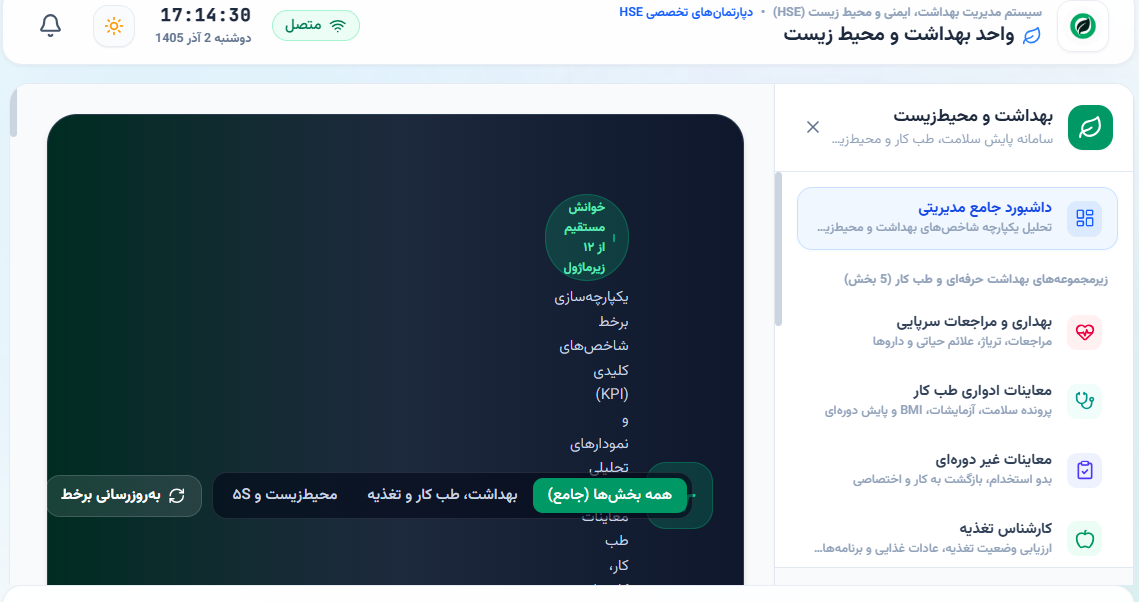 سیستم مدیریت بهداشت، ایمنی و محیط زیست (HSE) • دپارتمان‌های تخصصی HSE
واحد بهداشت و محیط زیست
متصل
17:14:30
دوشنبه 2 آذر 1405
بهداشت و محیط‌زیست
سامانه پایش سلامت، طب کار و محیط‌زیـ...
داشبورد جامع مدیریتی
تحلیل یکپارچه شاخص‌های بهداشت و محیط‌زیـ...
زیرمجموعه‌های بهداشت حرفه‌ای و طب کار (5 بخش)
بهداری و مراجعات سرپایی
مراجعات، تریاژ، علائم حیاتی و داروها
معاینات ادواری طب کار
پرونده سلامت، آزمایشات، BMI و پایش دوره‌ای
معاینات غیر دوره‌ای
بدو استخدام، بازگشت به کار و اختصاصی
کارشناس تغذیه
ارزیابی وضعیت تغذیه، عادات غذایی و برنامه‌ها...
خوانش
مستقیم
از ۱۲
زیرماژول
یکپارچه‌سازی
برخط
شاخص‌های
کلیدی
(KPI)
و
نمودارهای
تحلیلی
همه بخش‌ها (جامع)
بهداشت، طب کار و تغذیه
محیط‌زیست و 5S
به‌روزرسانی برخط
معاینات
طب
کار،